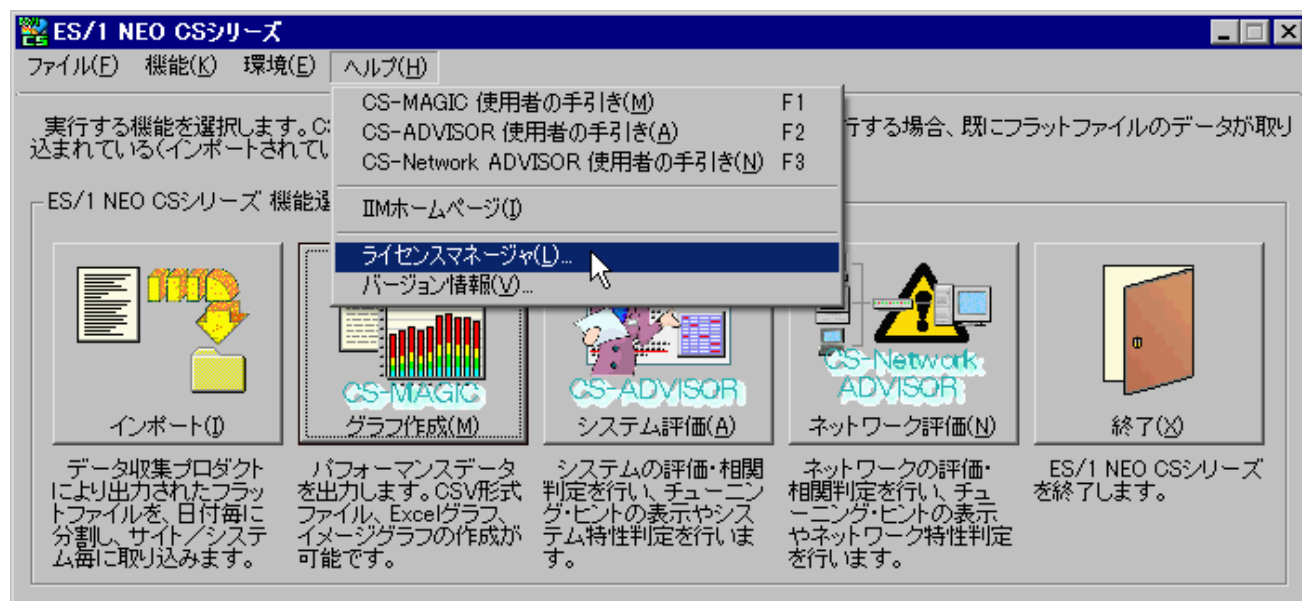 ES/1 NEO CSシリーズ
ファイル(F) 機能(K) 環境(E) ヘルプ(H)
CS-MAGIC 使用者の手引き(M) F1
CS-ADVISOR 使用者の手引き(A) F2
CS-Network ADVISOR 使用者の手引き(N) F3
IIMホームページ(I)
ライセンスマネージャ(L)...
バージョン情報(V)...
実行する機能を選択します。C
行する場合、既にフラットファイルのデータが取り
込まれている(インポートされてい
ES/1 NEO CSシリーズ 機能選
CS-MAGIC
CS-ADVISOR
CS-Network
ADVISOR
インポート(I)
グラフ作成(M)
システム評価(A)
ネットワーク評価(N)
終了(X)
データ収集プロダクト
により出力されたフラッ
トファイルを、日付毎に
分割し、サイト/システ
ム毎に取り込みます。
パフォーマンスデータ
を出力します。CSV形式
ファイル、Excelグラフ、
イメージグラフの作成が
可能です。
システムの評価・相関
判定を行い、チューニン
グ・ヒントの表示やシス
テム特性判定を行いま
す。
ネットワークの評価・
相関判定を行い、チュ
ーニング・ヒントの表示
やネットワーク特性判定
を行います。
ES/1 NEO CSシリーズ
を終了します。